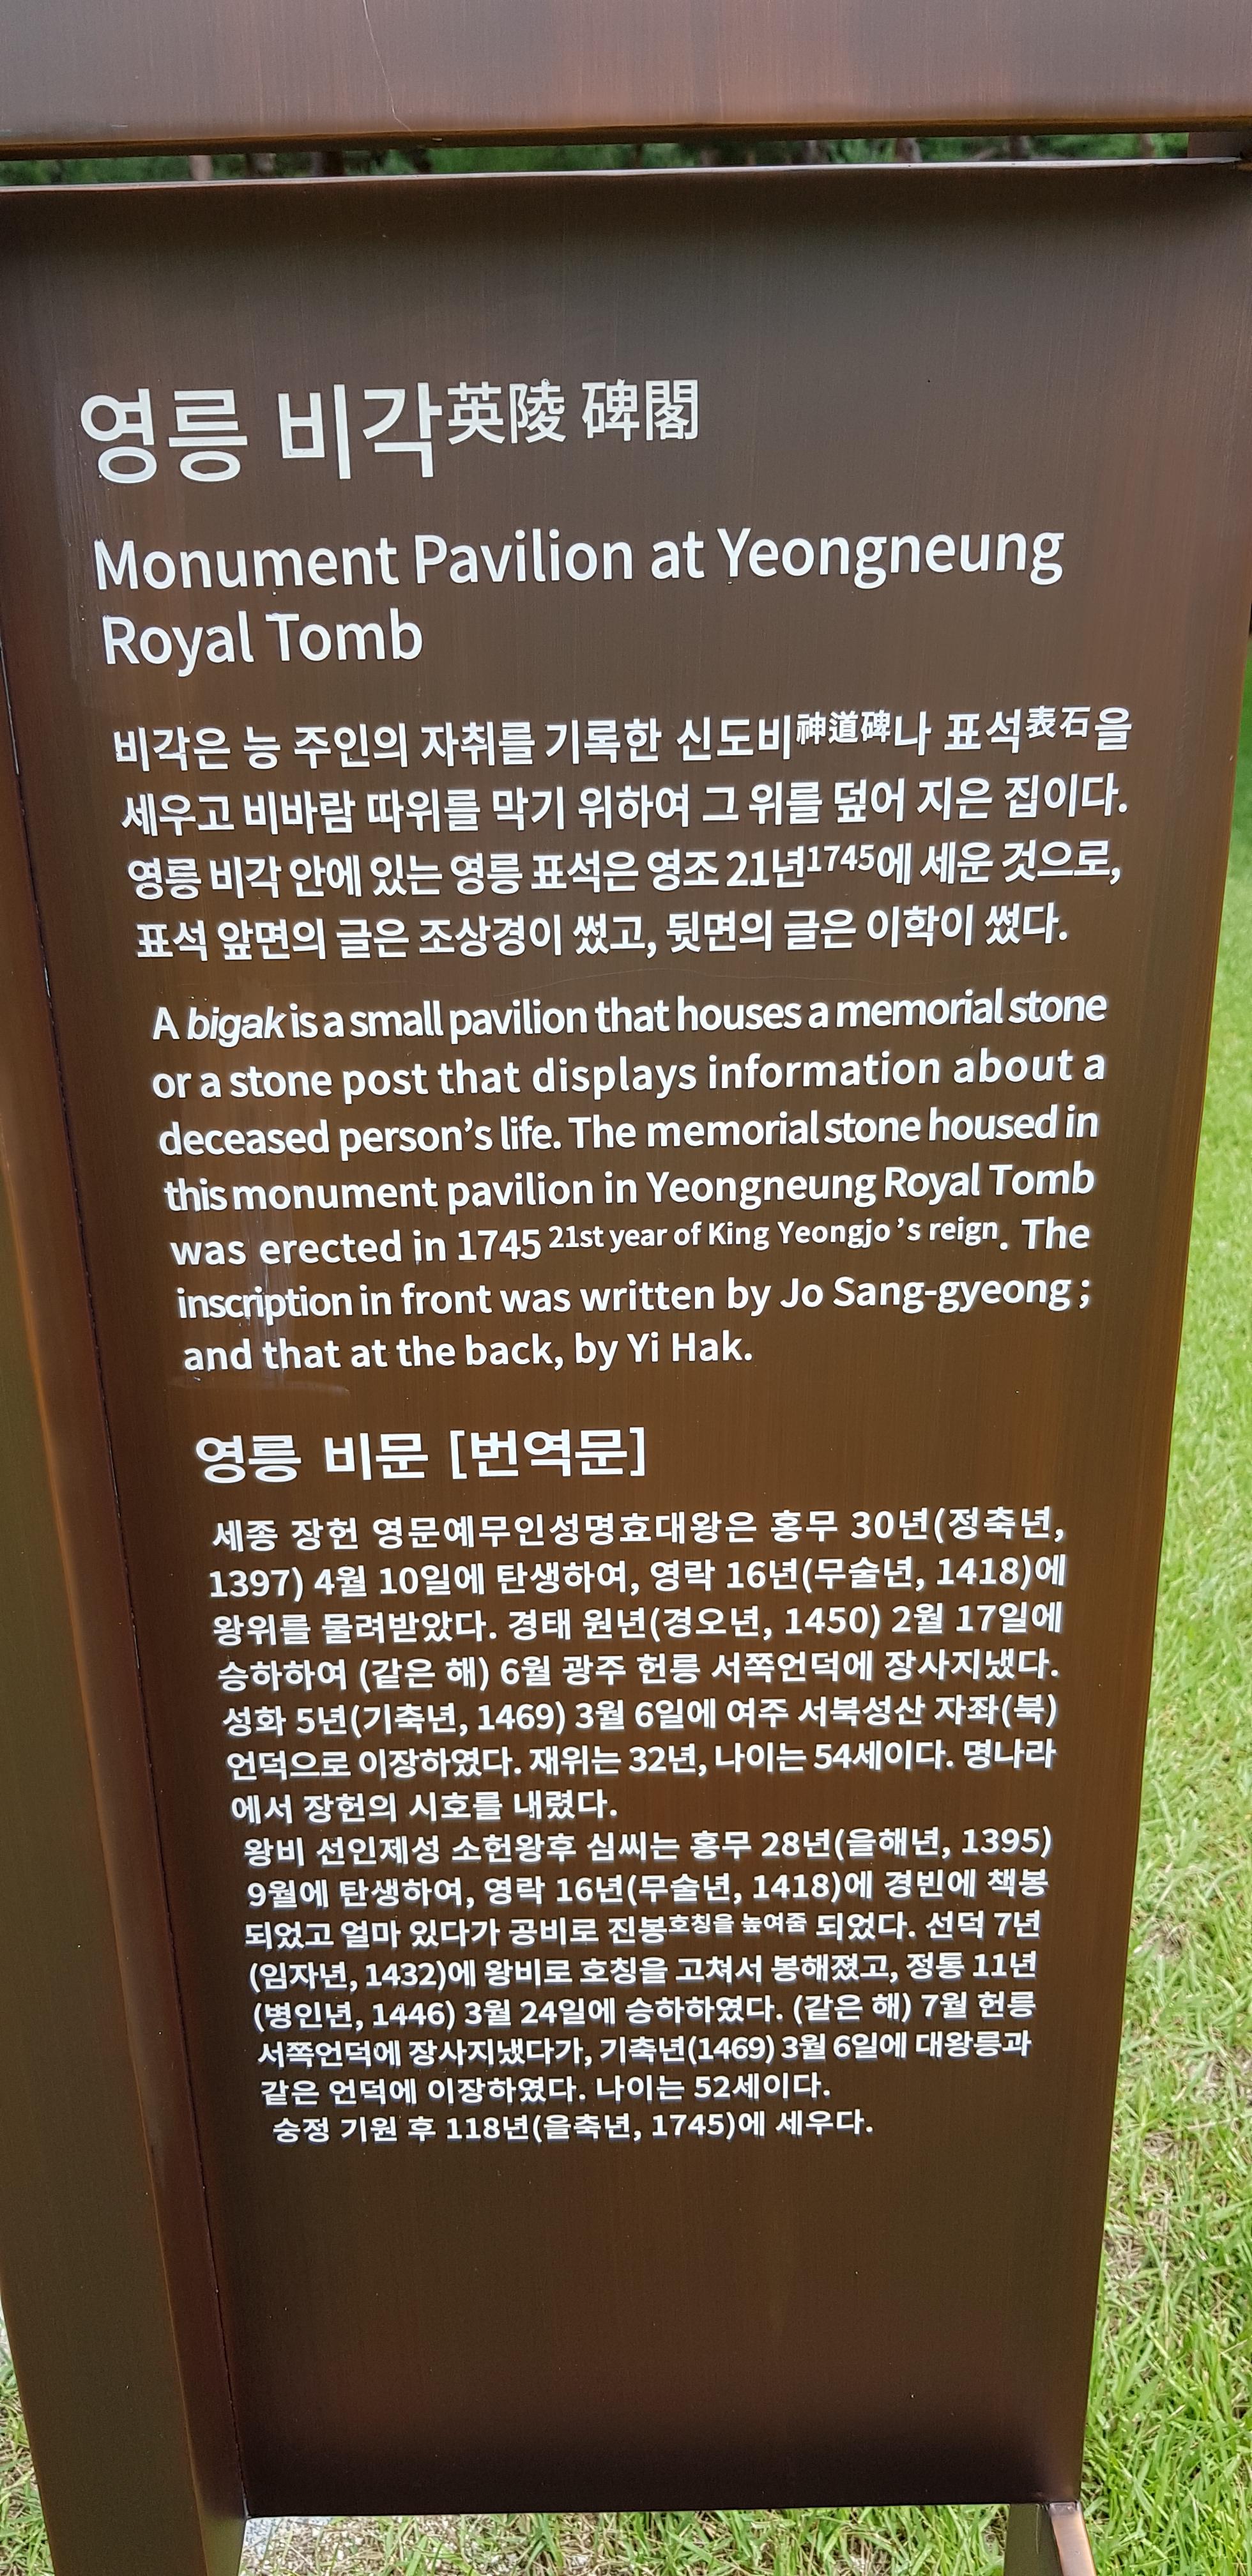 영릉 비각英陵 碑閣
Monument Pavilion at Yeongneung
Royal Tomb
비각은 능 주인의 자취를 기록한 신도비神道碑나 표석表石을
세우고 비바람 따위를 막기 위하여 그 위를 덮어 지은 집이다.
영릉 비각 안에 있는 영릉 표석은 영조 21년1745에 세운 것으로,
표석 앞면의 글은 조상경이 썼고, 뒷면의 글은 이학이 썼다.
A bigak is a small pavilion that houses a memorial stone
or a stone post that displays information about a
deceased person's life. The memorial stone housed in
this monument pavilion in Yeongneung Royal Tomb
was erected in 1745 21st year of King Yeongjo 's reign. The
inscription in front was written by Jo Sang-gyeong ;
and that at the back, by Yi Hak.
영릉 비문 [번역문]
세종 장헌 영문예무인성명효대왕은 홍무 30년(정축년,
1397) 4월 10일에 탄생하여, 영락 16년(무술년, 1418)에
왕위를 물려받았다. 경태 원년(경오년, 1450) 2월 17일에
승하하여 (같은 해) 6월 광주 헌릉 서쪽언덕에 장사지냈다.
성화 5년(기축년, 1469) 3월 6일에 여주 서북성산 자좌(북)
언덕으로 이장하였다. 재위는 32년, 나이는 54세이다. 명나라
에서 장헌의 시호를 내렸다.
왕비 선인제성 소헌왕후 심씨는 홍무 28년(을해년, 1395)
9월에 탄생하여, 영락 16년(무술년, 1418)에 경빈에 책봉
되었고 얼마 있다가 공비로 진봉호칭을 높여줌 되었다. 선덕 7년
(임자년, 1432)에 왕비로 호칭을 고쳐서 봉해졌고, 정통 11년
(병인년, 1446) 3월 24일에 승하하였다. (같은 해) 7월 헌릉
서쪽언덕에 장사지냈다가, 기축년(1469) 3월 6일에 대왕릉과
같은 언덕에 이장하였다. 나이는 52세이다.
숭정 기원 후 118년(을축년, 1745)에 세우다.